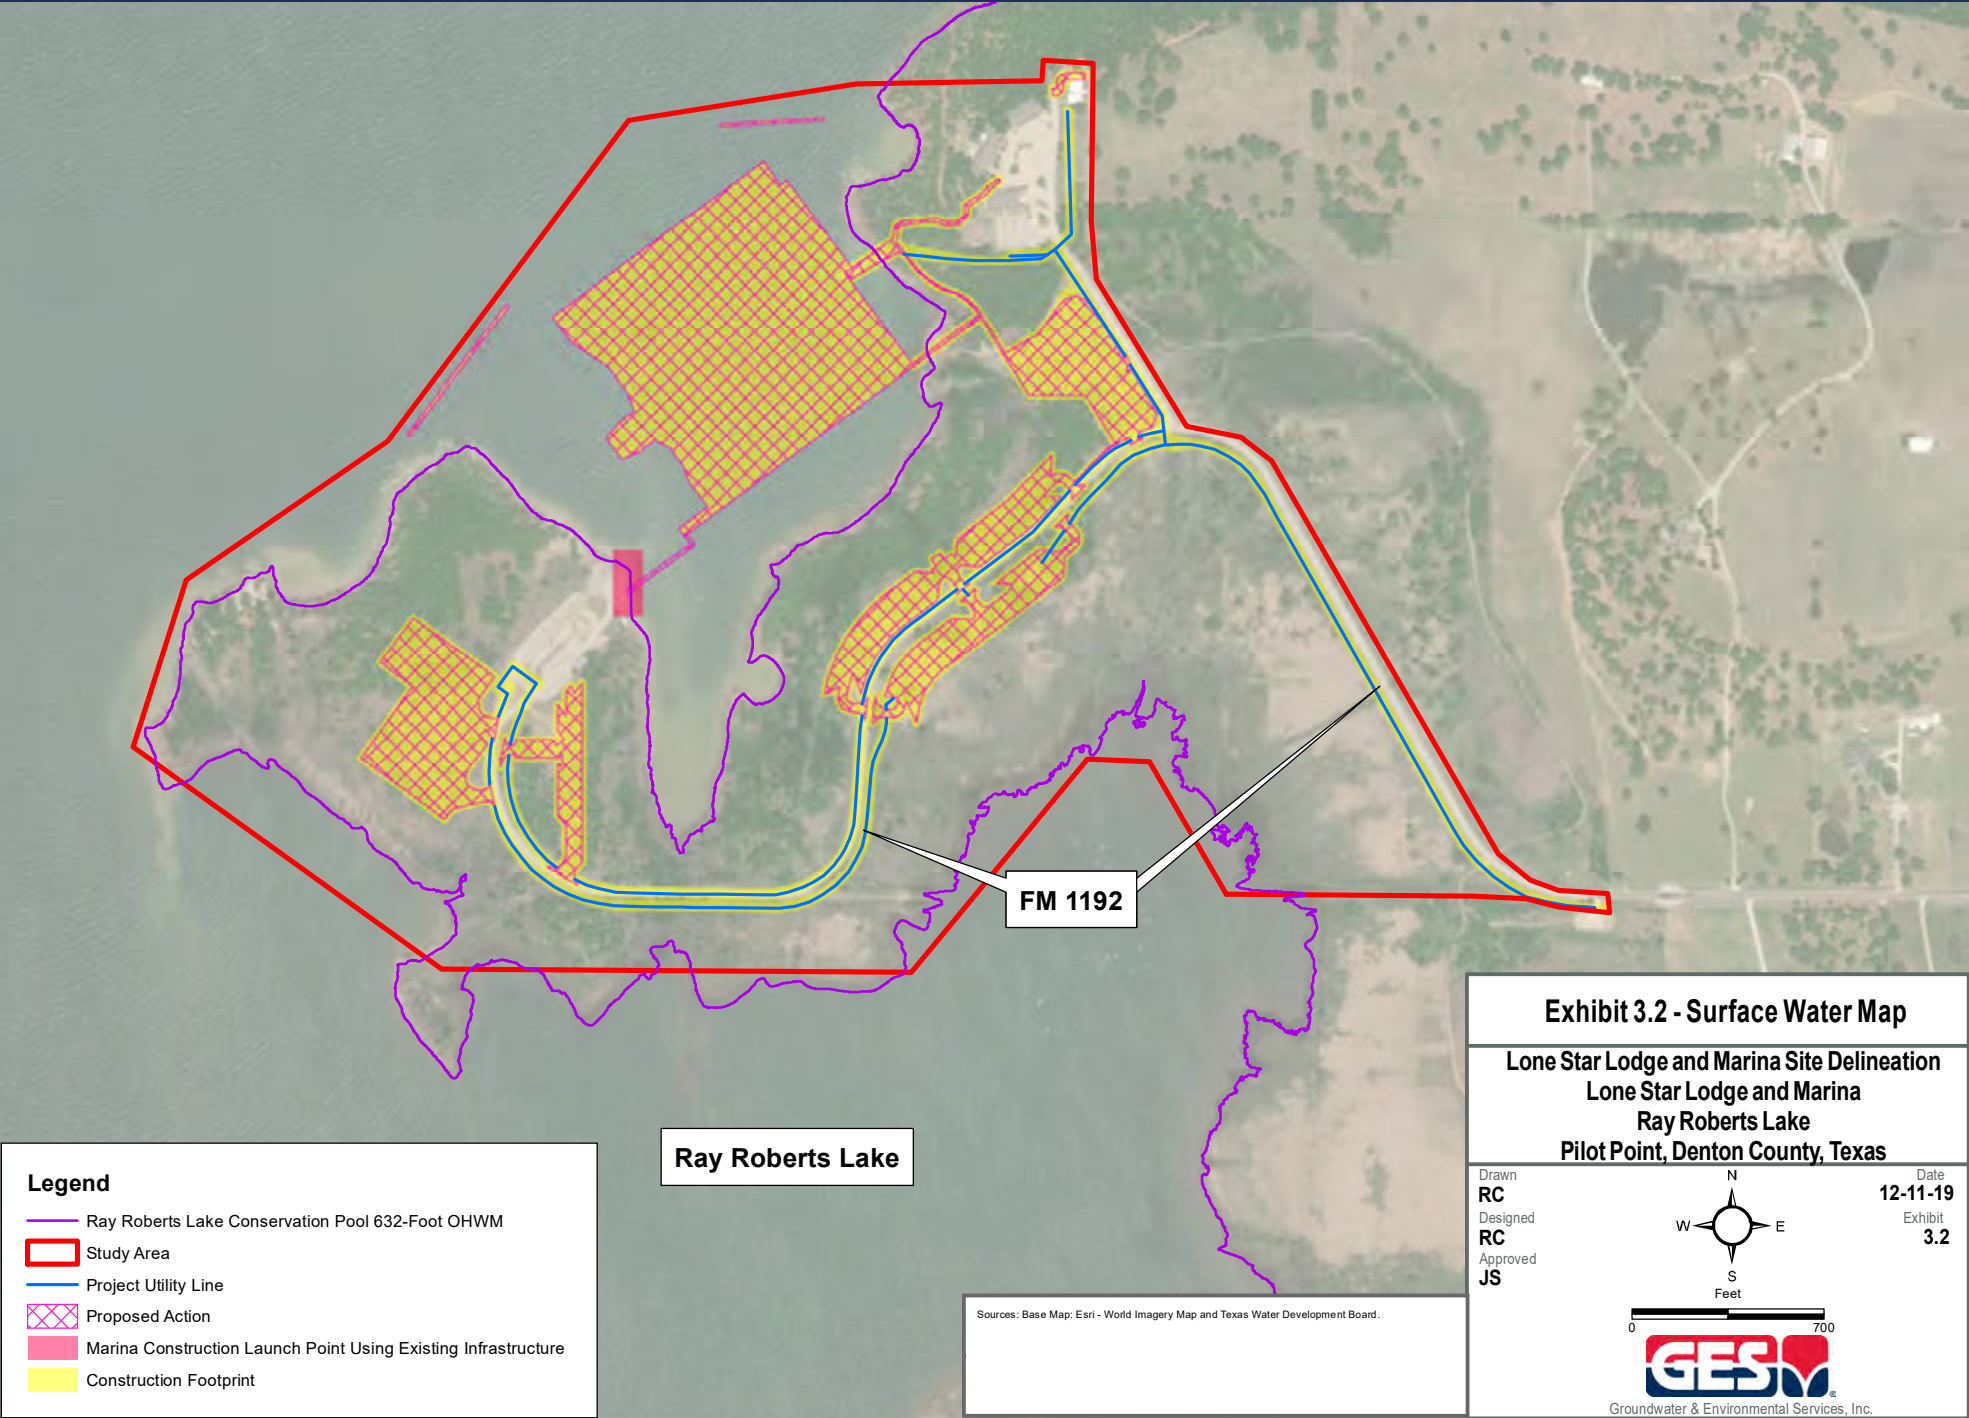 FM 1192
Ray Roberts Lake
Legend
Ray Roberts Lake Conservation Pool 632-Foot OHWM
Study Area
Project Utility Line
Proposed Action
Marina Construction Launch Point Using Existing Infrastructure
Construction Footprint
Sources: Base Map: Esri - World Imagery Map and Texas Water Development Board.
Exhibit 3.2 - Surface Water Map
Lone Star Lodge and Marina Site Delineation
Lone Star Lodge and Marina
Ray Roberts Lake
Pilot Point, Denton County, Texas
Drawn
RC
Designed
RC
Approved
JS
N
W E
S
Date
12-11-19
Exhibit
3.2
Feet
0 700
GES
Groundwater & Environmental Services, Inc.